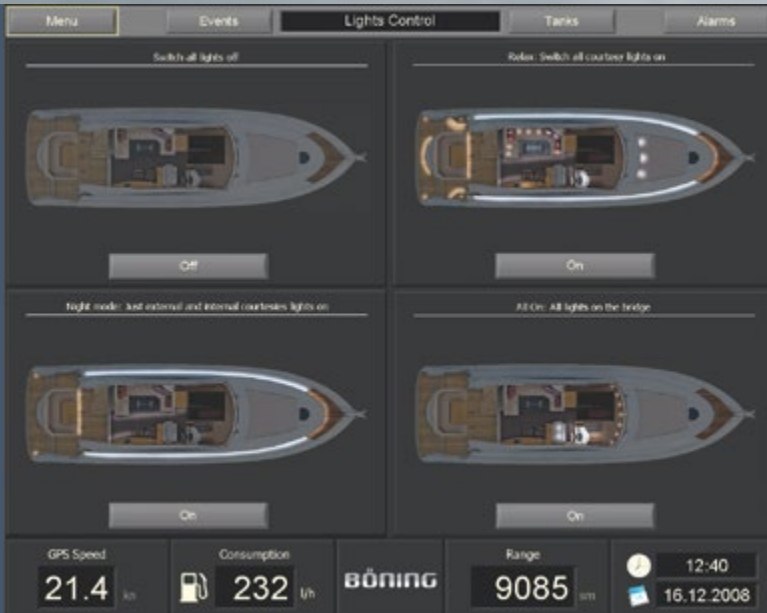 Menu
Events
Lights Control
Tanks
Alarms
Switch all lights off
Relax: Switch all courtesy lights on
Off
On
Night mode: Just external and internal courtesies lights on
All On: All lights on the bridge
On
On
GPS Speed
21.4 kn
Consumption
232 l/h
BÖNING
Range
9085 sm
12:40
16.12.2008